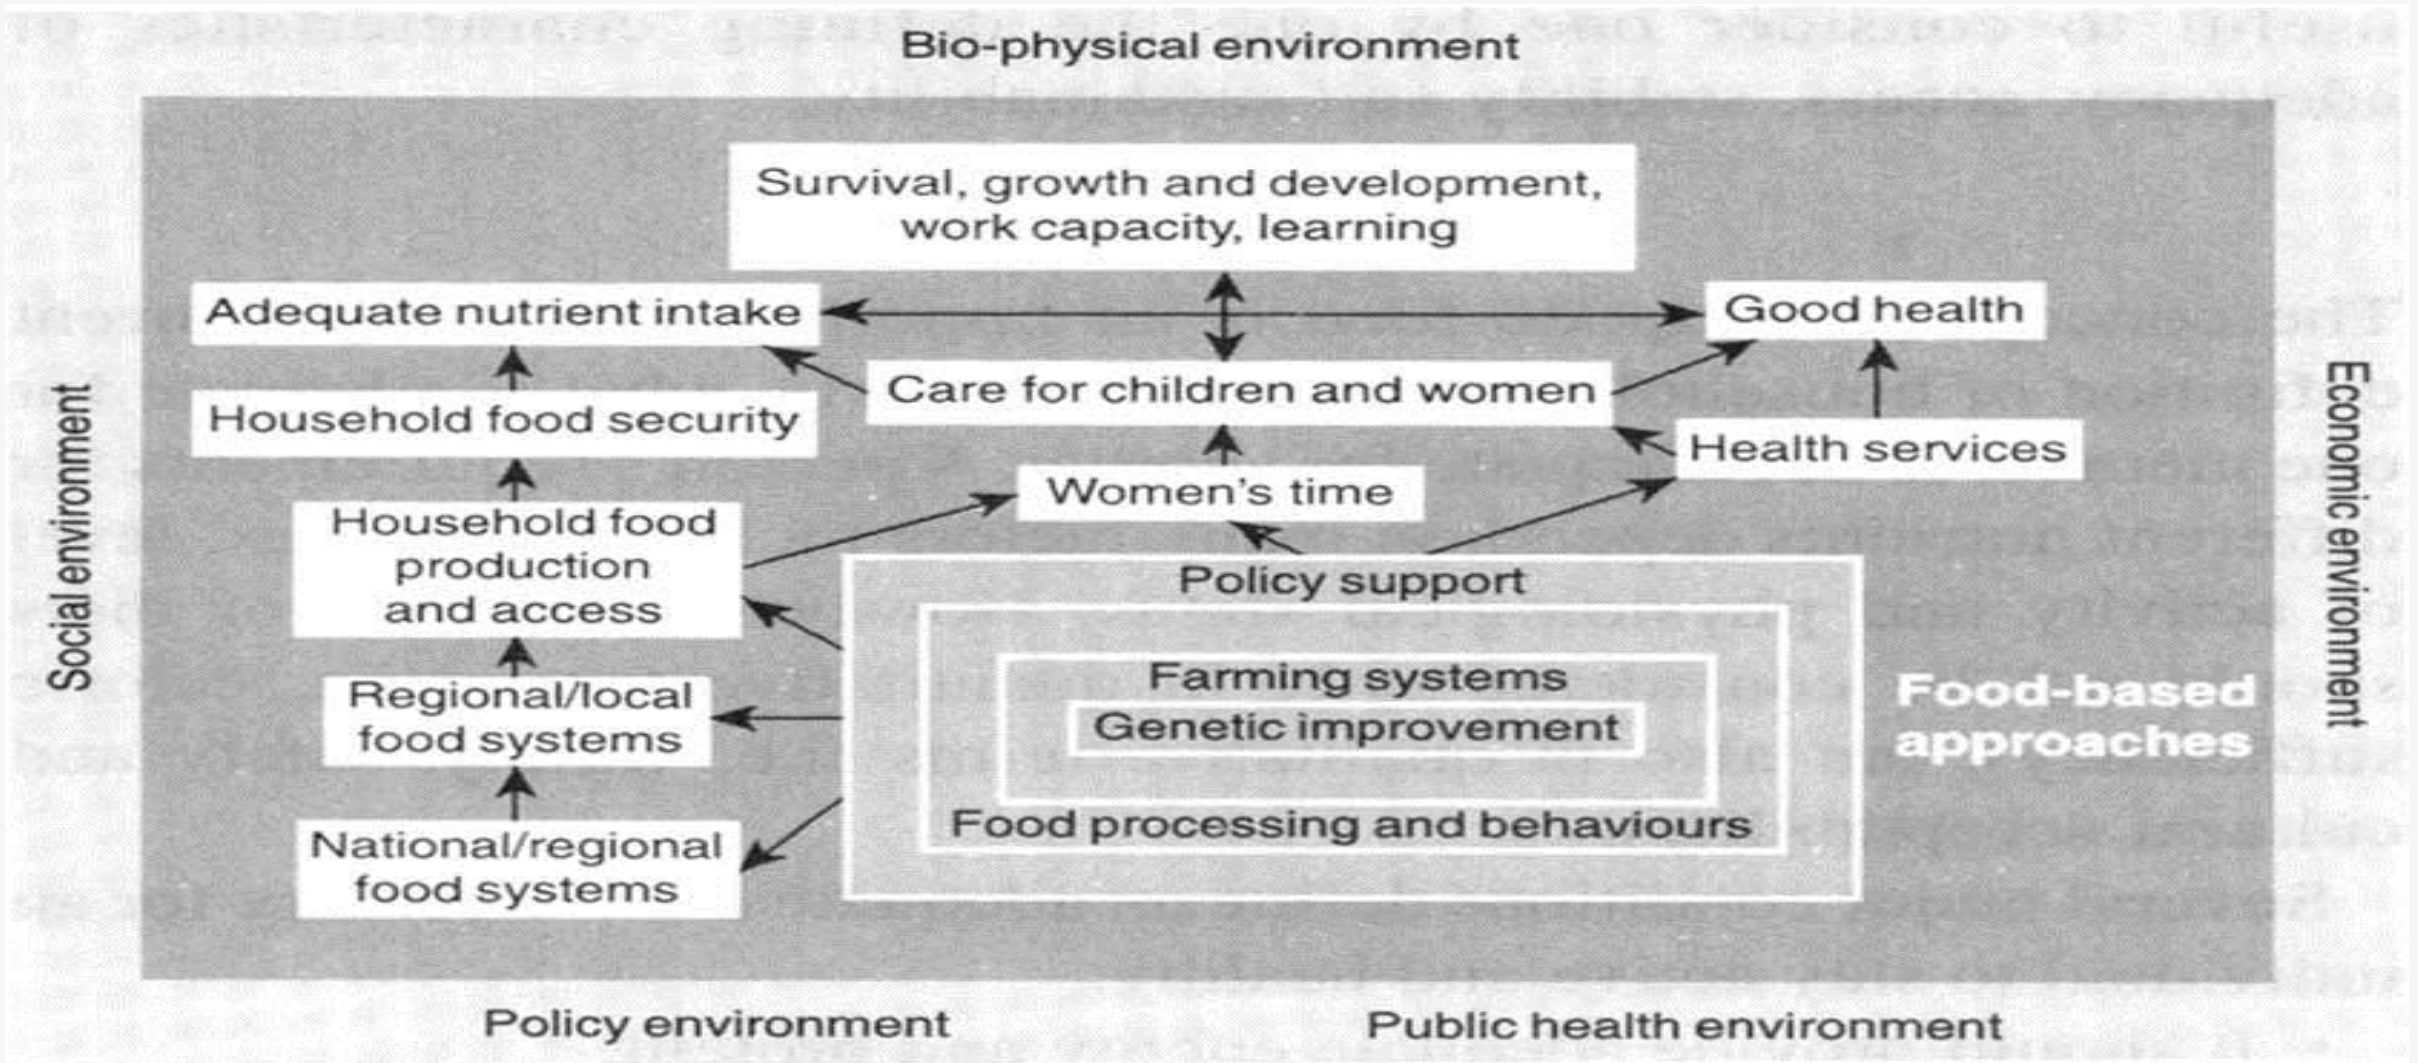 Bio-physical environment
Survival, growth and development,
work capacity, learning
Adequate nutrient intake
Good health
Care for children and women
Household food security
Health services
Women's time
Household food
production
and access
Policy support
Farming systems
Genetic improvement
Food processing and behaviours
Regional/local
food systems
National/regional
food systems
Food-based
approaches
Social environment
Economic environment
Policy environment
Public health environment